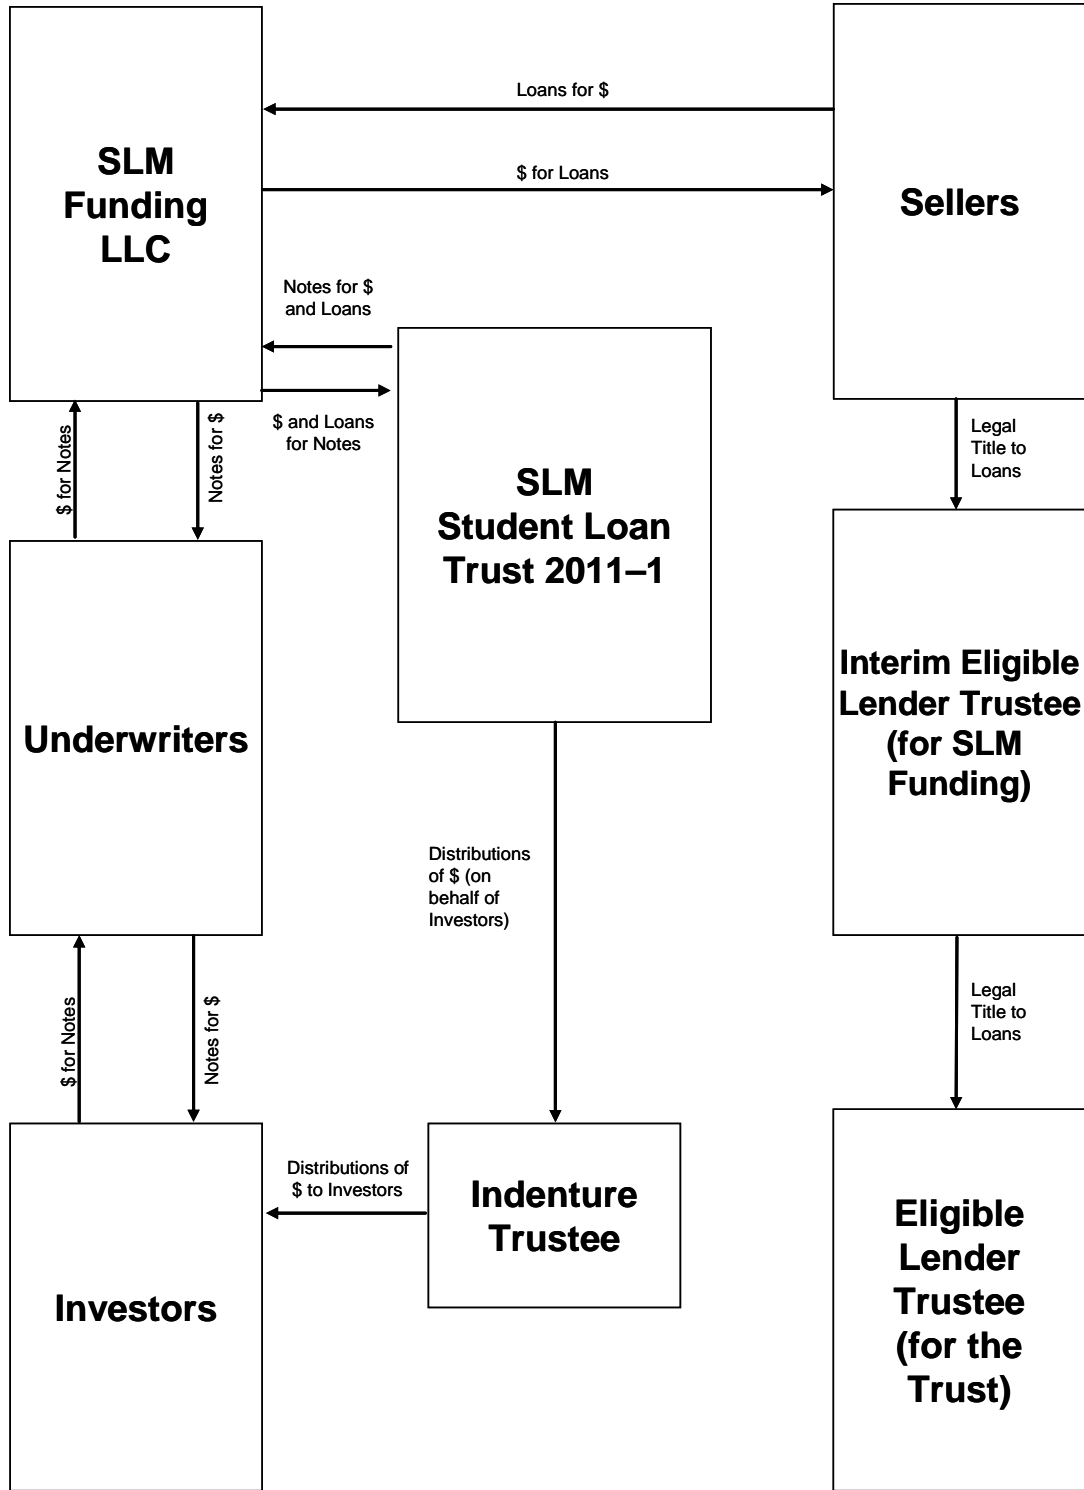 Loans for $
SLM
Funding
LLC
$ for Loans
Sellers
Notes for $
and Loans
$ and Loans
for Notes
$ for Notes
Notes for $
Legal
Title to
Loans
SLM
Student Loan
Trust 2011–1
Underwriters
Interim Eligible
Lender Trustee
(for SLM
Funding)
Distributions
of $ (on
behalf of
Investors)
$ for Notes
Notes for $
Legal
Title to
Loans
Distributions of
$ to Investors
Indenture
Trustee
Investors
Eligible
Lender
Trustee
(for the
Trust)